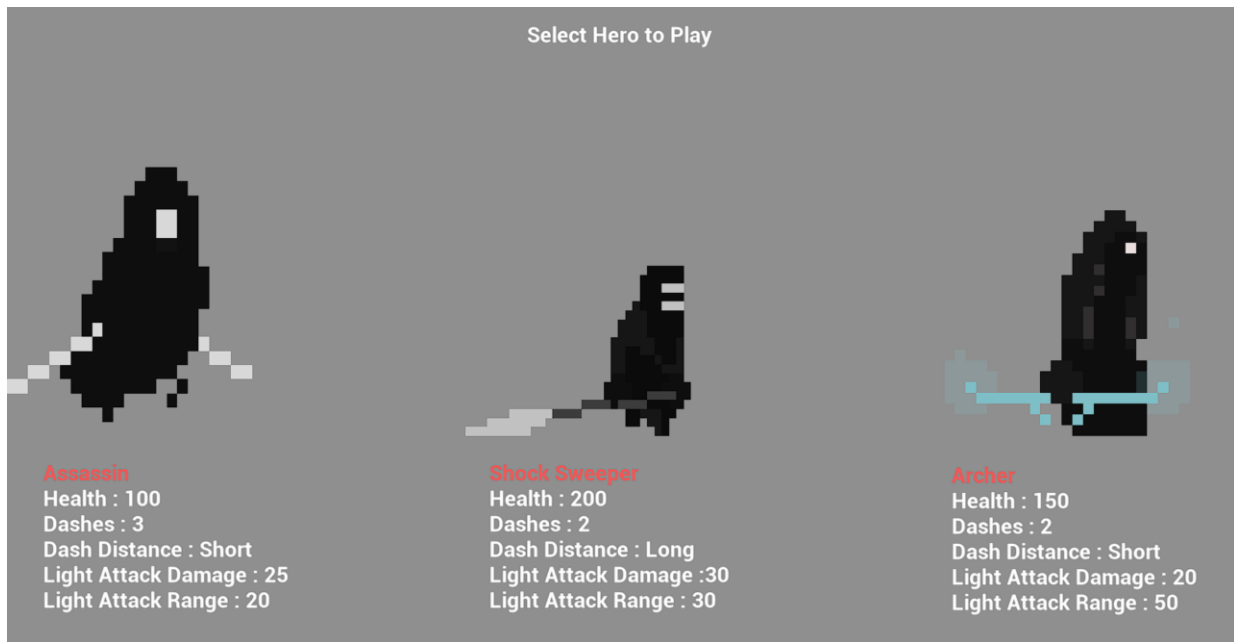 Select Hero to Play
Assassin
Health : 100
Dashes : 3
Dash Distance : Short
Light Attack Damage : 25
Light Attack Range : 20
Shock Sweeper
Health : 200
Dashes : 2
Dash Distance : Long
Light Attack Damage :30
Light Attack Range : 30
Archer
Health : 150
Dashes : 2
Dash Distance : Short
Light Attack Damage : 20
Light Attack Range : 50